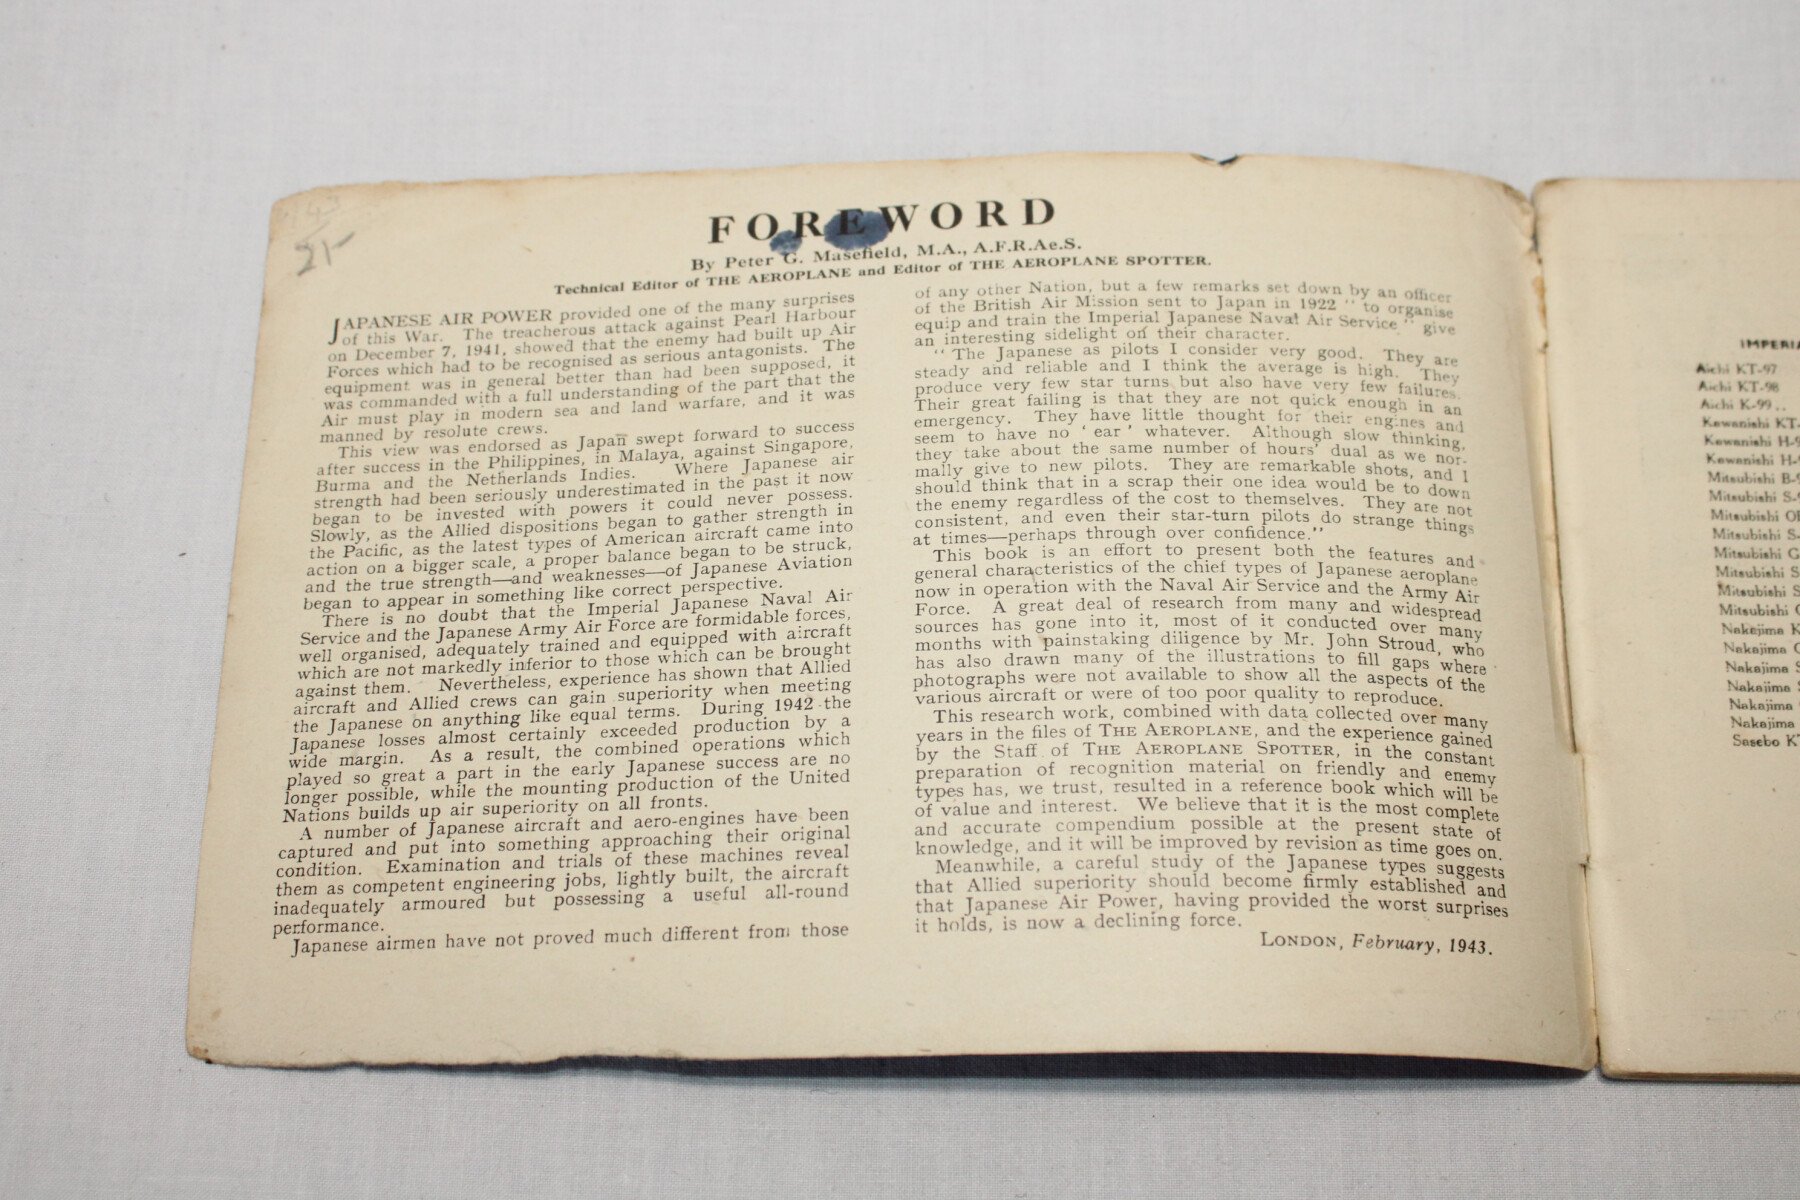 21-
FOREWORD
By Peter G. Masefield, M.A., A.F.R.Ae.S.
Technical Editor of THE AEROPLANE and Editor of THE AEROPLANE SPOTTER.
JAPANESE AIR POWER provided one of the many surprises
of this War. The treacherous attack against Pearl Harbour
on December 7, 1941, showed that the enemy had built up Air
Forces which had to be recognised as serious antagonists. The
equipment was in general better than had been supposed, it
was commanded with a full understanding of the part that the
Air must play in modern sea and land warfare, and it was
manned by resolute crews.
This view was endorsed as Japan swept forward to success
after success in the Philippines, in Malaya, against Singapore,
Burma and the Netherlands Indies. Where Japanese air
strength had been seriously underestimated in the past it now
began to be invested with powers it could never possess.
Slowly, as the Allied dispositions began to gather strength in
the Pacific, as the latest types of American aircraft came into
action on a bigger scale, a proper balance began to be struck,
and the true strength—and weaknesses—of Japanese Aviation
began to appear in something like correct perspective.
There is no doubt that the Imperial Japanese Naval Air
Service and the Japanese Army Air Force are formidable forces,
well organised, adequately trained and equipped with aircraft
which are not markedly inferior to those which can be brought
against them. Nevertheless, experience has shown that Allied
aircraft and Allied crews can gain superiority when meeting
the Japanese on anything like equal terms. During 1942 the
Japanese losses almost certainly exceeded production by a
wide margin. As a result, the combined operations which
played so great a part in the early Japanese success are no
longer possible, while the mounting production of the United
Nations builds up air superiority on all fronts.
A number of Japanese aircraft and aero-engines have been
captured and put into something approaching their original
condition. Examination and trials of these machines reveal
them as competent engineering jobs, lightly built, the aircraft
inadequately armoured but possessing a useful all-round
performance.
Japanese airmen have not proved much different from those
of any other Nation, but a few remarks set down by an officer
of the British Air Mission sent to Japan in 1922 " to organise
equip and train the Imperial Japanese Naval Air Service " give
an interesting sidelight on their character.
" The Japanese as pilots I consider very good. They are
steady and reliable and I think the average is high. They
produce very few star turns but also have very few failures.
Their great failing is that they are not quick enough in an
emergency. They have little thought for their engines and
seem to have no ' ear ' whatever. Although slow thinking,
they take about the same number of hours' dual as we nor-
mally give to new pilots. They are remarkable shots, and I
should think that in a scrap their one idea would be to down
the enemy regardless of the cost to themselves. They are not
consistent, and even their star-turn pilots do strange things
at times—perhaps through over confidence."
This book is an effort to present both the features and
general characteristics of the chief types of Japanese aeroplane
now in operation with the Naval Air Service and the Army Air
Force. A great deal of research from many and widespread
sources has gone into it, most of it conducted over many
months with painstaking diligence by Mr. John Stroud, who
has also drawn many of the illustrations to fill gaps where
photographs were not available to show all the aspects of the
various aircraft or were of too poor quality to reproduce.
This research work, combined with data collected over many
years in the files of THE AEROPLANE, and the experience gained
by the Staff of THE AEROPLANE SPOTTER, in the constant
preparation of recognition material on friendly and enemy
types has, we trust, resulted in a reference book which will be
of value and interest. We believe that it is the most complete
and accurate compendium possible at the present state of
knowledge, and it will be improved by revision as time goes on.
Meanwhile, a careful study of the Japanese types suggests
that Allied superiority should become firmly established and
that Japanese Air Power, having provided the worst surprises
it holds, is now a declining force.
LONDON, February, 1943.
IMPERIA
Aichi KT-97
Aichi KT-98
Aichi K-99 ..
Kawanishi KT-
Kawanishi H-9
Kawanishi H-
Mitsubishi B-9
Mitsubishi S-
Mitsubishi OB
Mitsubishi S-
Mitsubishi G
Mitsubishi S
Mitsubishi S
Mitsubishi O
Nakajima K
Nakajima O
Nakajima S
Nakajima S
Nakajima
Nakajima
Sasebo KT